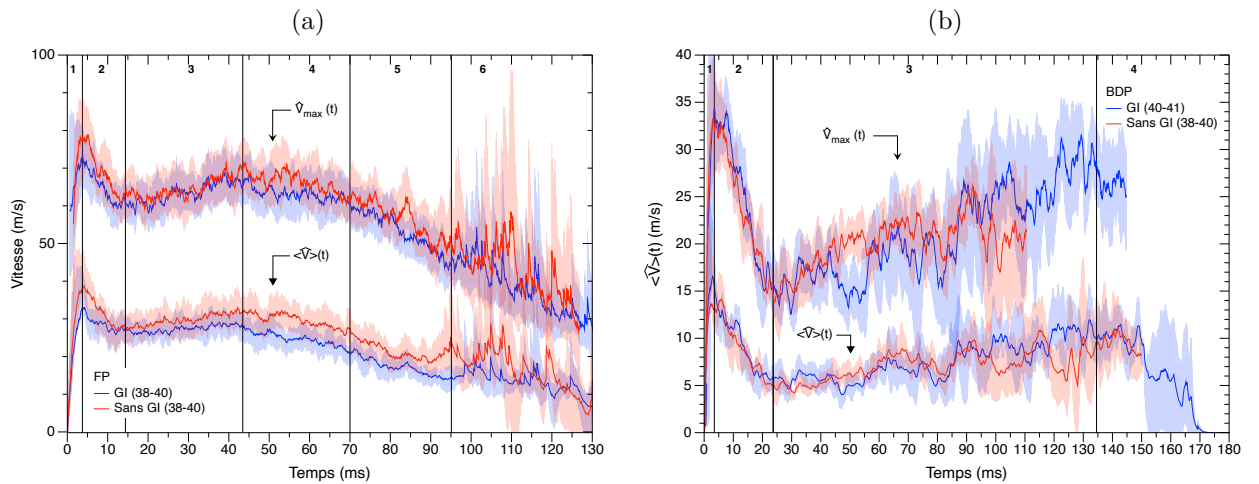 (a)
100
50
0
Vitesse (m/s)
1 2 3 4 5 6
V̂max (t)
<V̂>(t)
FP
GI (38-40)
Sans GI (38-40)
0 10 20 30 40 50 60 70 80 90 100 110 120 130
Temps (ms)
(b)
40
35
30
25
20
15
10
5
0
<V̂>(t) (m/s)
1 2 3 4
BDP
GI (40-41)
Sans GI (38-40)
V̂max (t)
<V̂>(t)
0 10 20 30 40 50 60 70 80 90 100 110 120 130 140 150 160 170 180
Temps (ms)